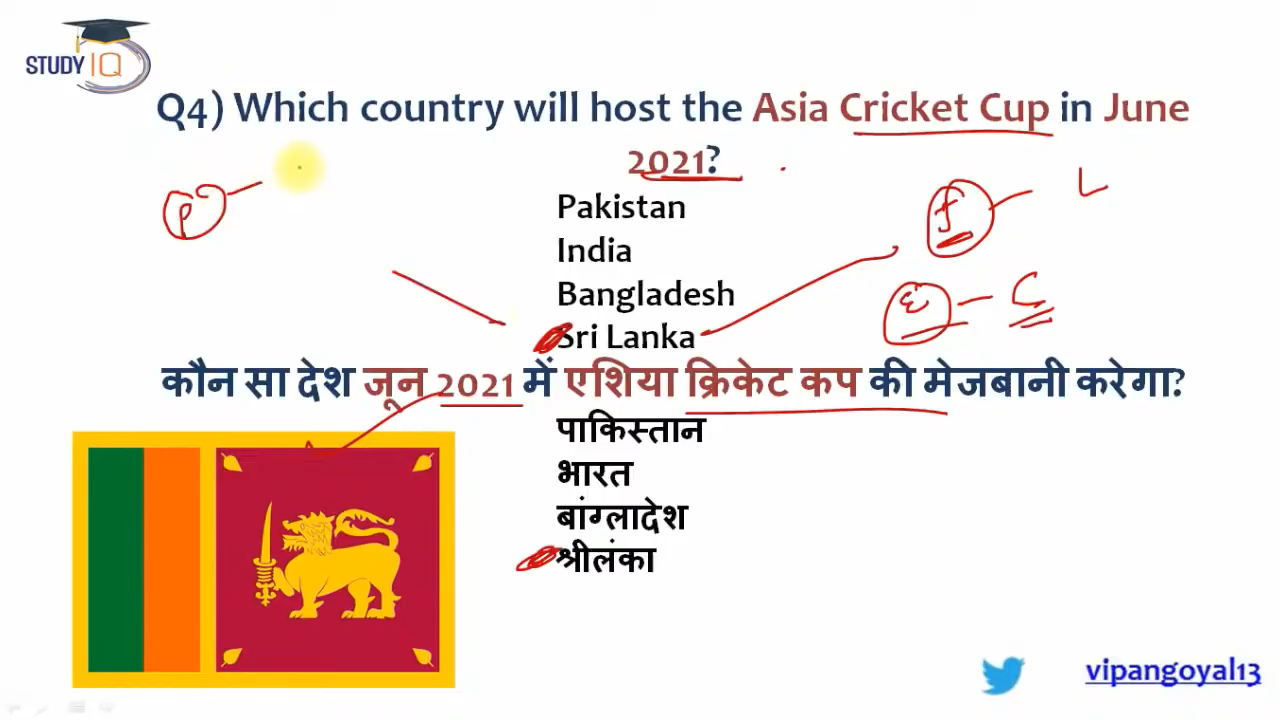 STUDY IQ
Q4) Which country will host the Asia Cricket Cup in June
2021?
Pakistan
India
Bangladesh
Sri Lanka
कौन सा देश जून 2021 में एशिया क्रिकेट कप की मेजबानी करेगा?
पाकिस्तान
भारत
बांग्लादेश
श्रीलंका
vipangoyal13